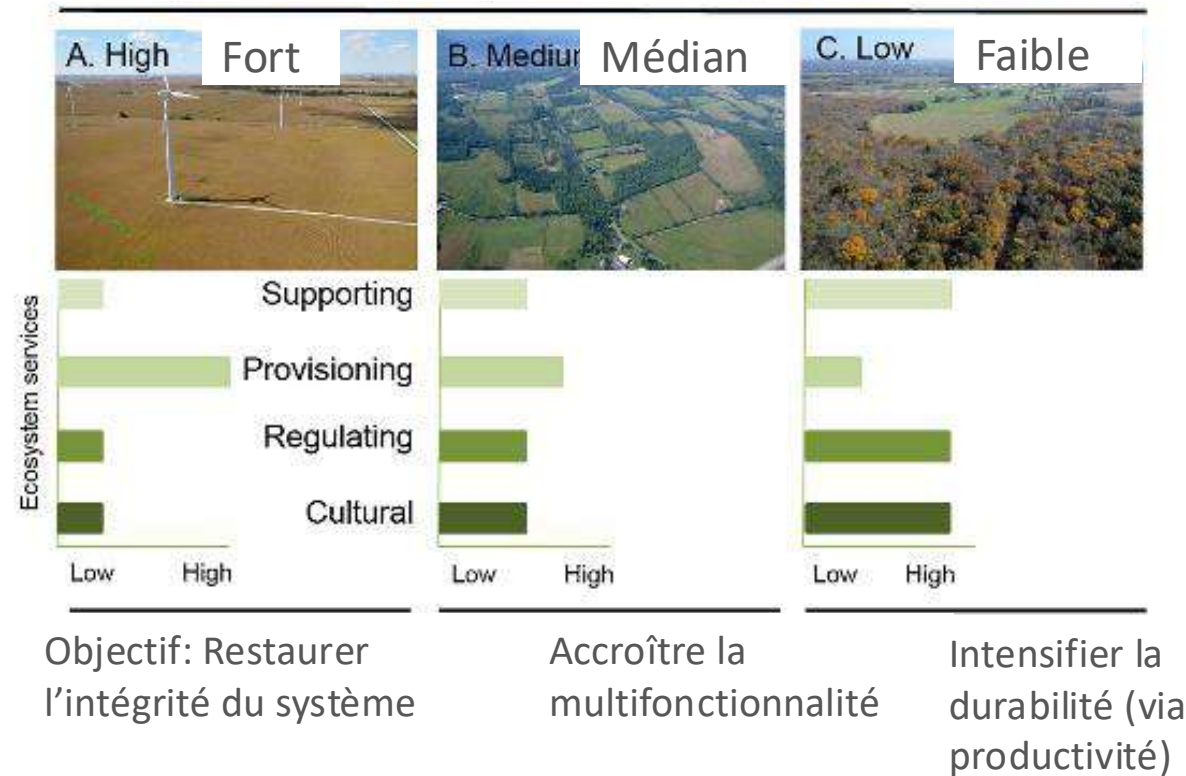 A. High Fort
B. Mediu Médian
C. Low Faible
Ecosystem services
Supporting
Provisioning
Regulating
Cultural
Low High
Low High
Low High
Objectif: Restaurer
l’intégrité du système
Accroître la
multifonctionnalité
Intensifier la
durabilité (via
productivité)